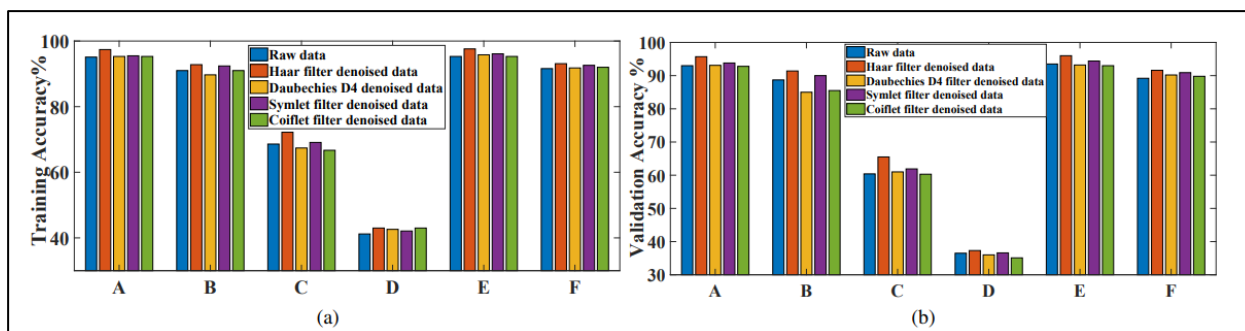 Training Accuracy%
100
80
60
40
Raw data
Haar filter denoised data
Daubechies D4 denoised data
Symlet filter denoised data
Coiflet filter denoised data
A B C D E F
(a)
Validation Accuracy %
100
90
80
70
60
50
40
30
Raw data
Haar filter denoised data
Daubechies D4 filter denoised data
Symlet filter denoised data
Coiflet filter denoised data
A B C D E F
(b)